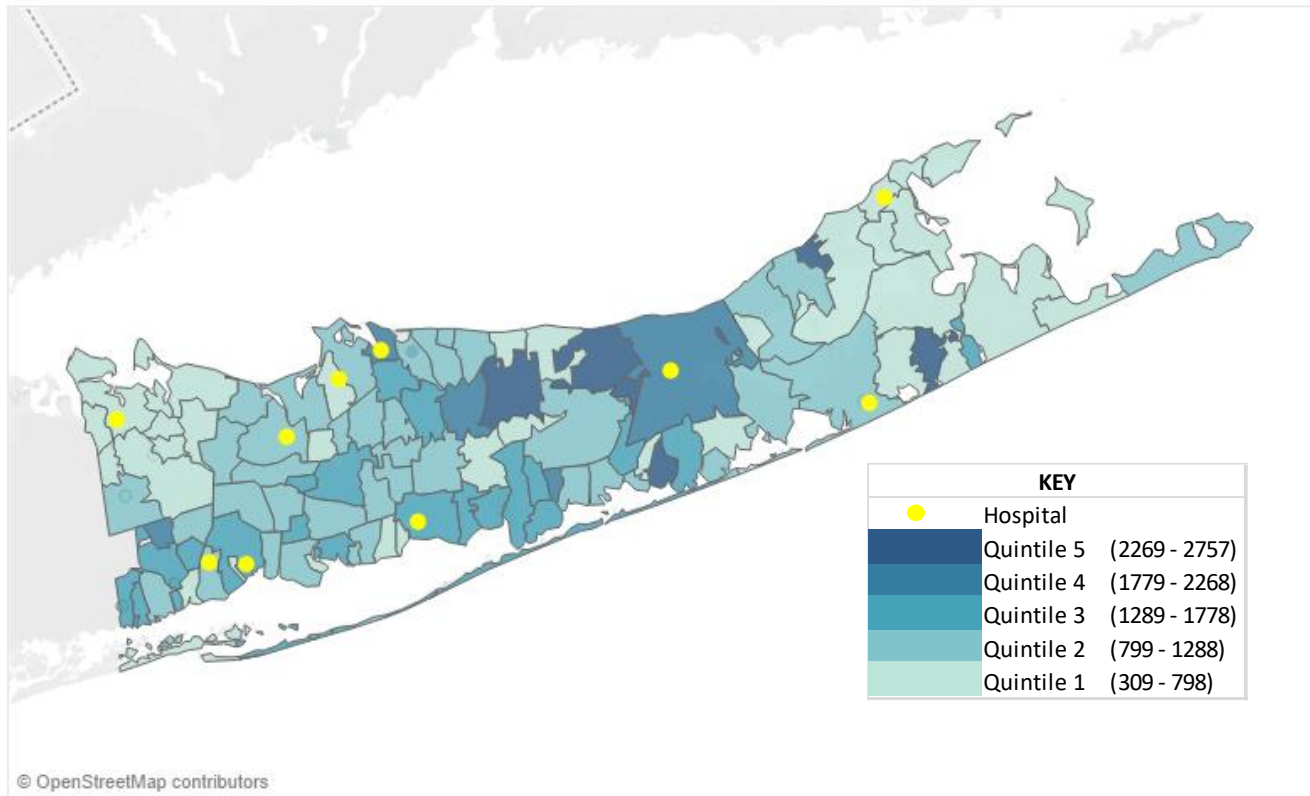 KEY
Hospital
Quintile 5 (2269 - 2757)
Quintile 4 (1779 - 2268)
Quintile 3 (1289 - 1778)
Quintile 2 (799 - 1288)
Quintile 1 (309 - 798)
© OpenStreetMap contributors